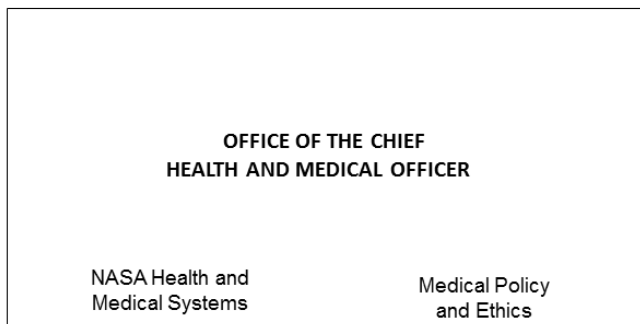 OFFICE OF THE CHIEF
HEALTH AND MEDICAL OFFICER
NASA Health and
Medical Systems
Medical Policy
and Ethics